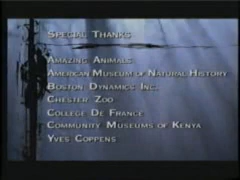 Special Thanks
Amazing Animals
American Museum of Natural History
Boston Dynamics Inc.
Chester Zoo
College De France
Community Museums of Kenya
Yves Coppens